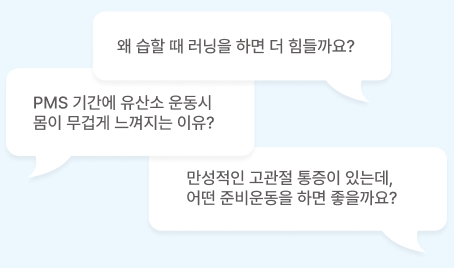 왜 습할 때 러닝을 하면 더 힘들까요?
PMS 기간에 유산소 운동시
몸이 무겁게 느껴지는 이유?
만성적인 고관절 통증이 있는데,
어떤 준비운동을 하면 좋을까요?